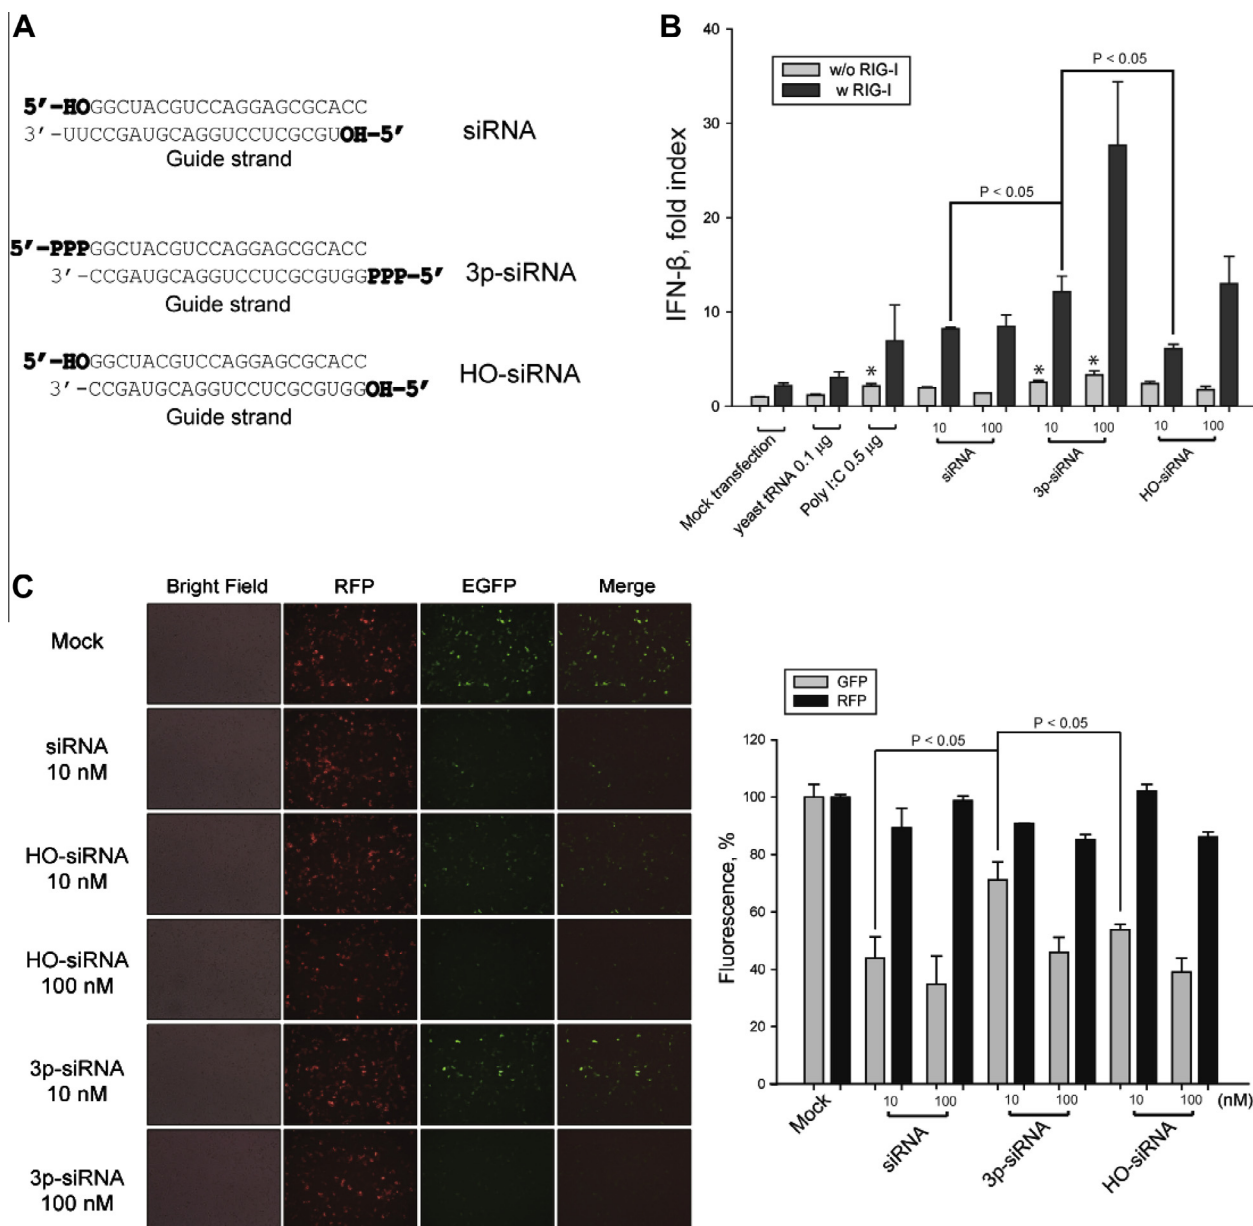 A
5′-HOGGCUACGUCCAGGAGCGCACC
3′-UUCCGAUGCAGGUCCUCGCGUOH-5′
Guide strand
siRNA
5′-PPPGGCUACGUCCAGGAGCGCACC
3′-CCGAUGCAGGUCCUCGCGUGGPPP-5′
Guide strand
3p-siRNA
5′-HOGGCUACGUCCAGGAGCGCACC
3′-CCGAUGCAGGUCCUCGCGUGGOH-5′
Guide strand
HO-siRNA
B
IFN-β, fold index
40
30
20
10
0
w/o RIG-I
w RIG-I
P < 0.05
P < 0.05
*
*
*
10
100
10
100
10
100
Mock transfection
yeast tRNA 0.1 µg
Poly I:C 0.5 µg
siRNA
3p-siRNA
HO-siRNA
C
Bright Field
RFP
EGFP
Merge
Mock
siRNA
10 nM
HO-siRNA
10 nM
HO-siRNA
100 nM
3p-siRNA
10 nM
3p-siRNA
100 nM
GFP
RFP
Fluorescence, %
120
100
80
60
40
20
0
P < 0.05
P < 0.05
10
100
10
100
10
100
(nM)
Mock
siRNA
3p-siRNA
HO-siRNA